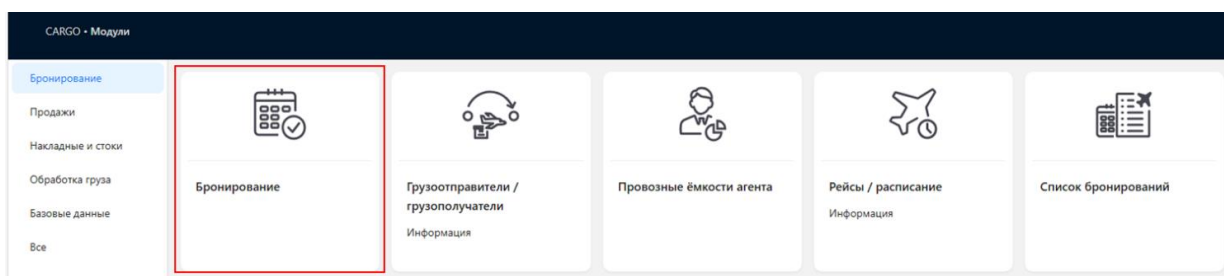 CARGO • Модули
Бронирование
Продажи
Накладные и стоки
Обработка груза
Базовые данные
Все
Бронирование
Грузоотправители /
грузополучатели
Информация
Провозные ёмкости агента
Рейсы / расписание
Информация
Список бронирований